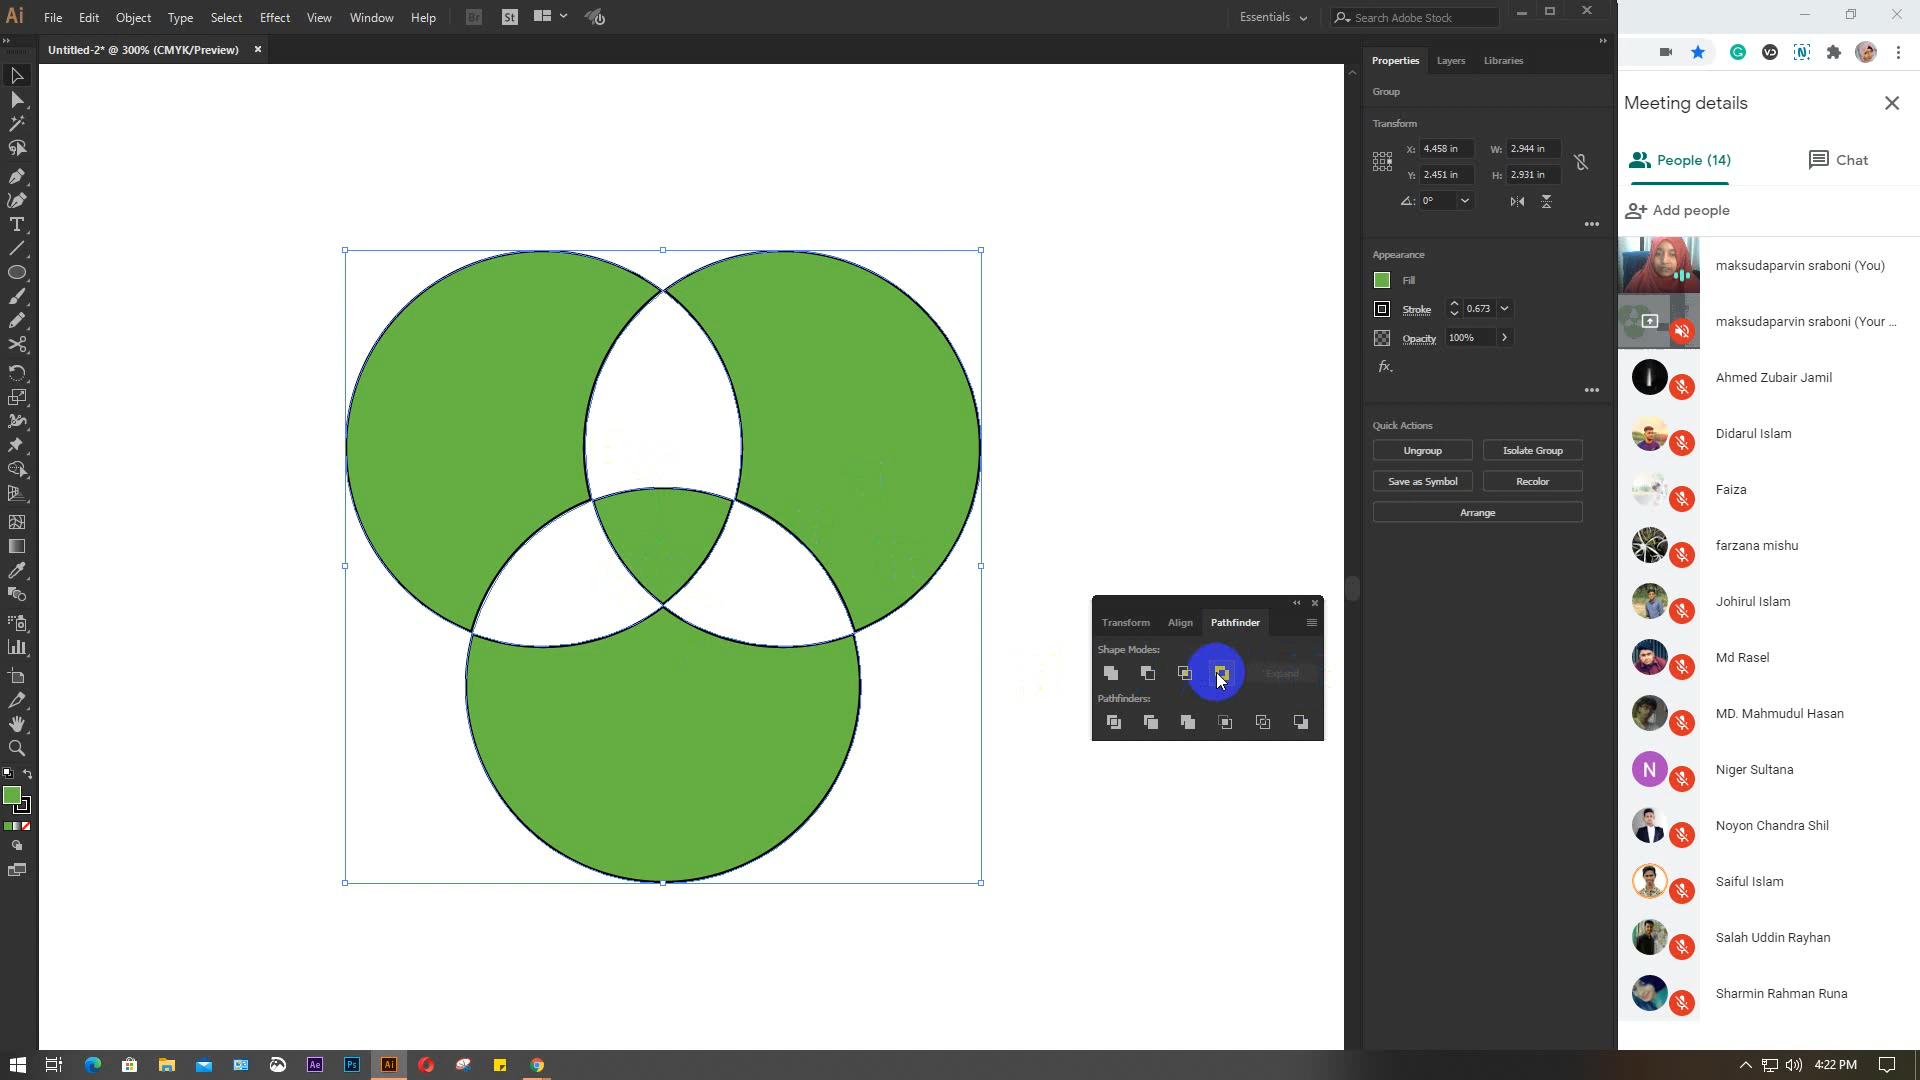 Ai File Edit Object Type Select Effect View Window Help Br St Essentials Search Adobe Stock
Untitled-2* @ 300% (CMYK/Preview) ×
Properties Layers Libraries
Group
Transform
X: 4.458 in W: 2.944 in
Y: 2.451 in H: 2.931 in
0°
Appearance
Fill
Stroke 0.673
Opacity 100%
fx.
Quick Actions
Ungroup Isolate Group
Save as Symbol Recolor
Arrange
Transform Align Pathfinder
Shape Modes:
Expand
Pathfinders:
Meeting details
People (14) Chat
Add people
maksudaparvin sraboni (You)
maksudaparvin sraboni (Your ...
Ahmed Zubair Jamil
Didarul Islam
Faiza
farzana mishu
Johirul Islam
Md Rasel
MD. Mahmudul Hasan
N Niger Sultana
Noyon Chandra Shil
Saiful Islam
Salah Uddin Rayhan
Sharmin Rahman Runa
Ae Ps Ai 4:22 PM